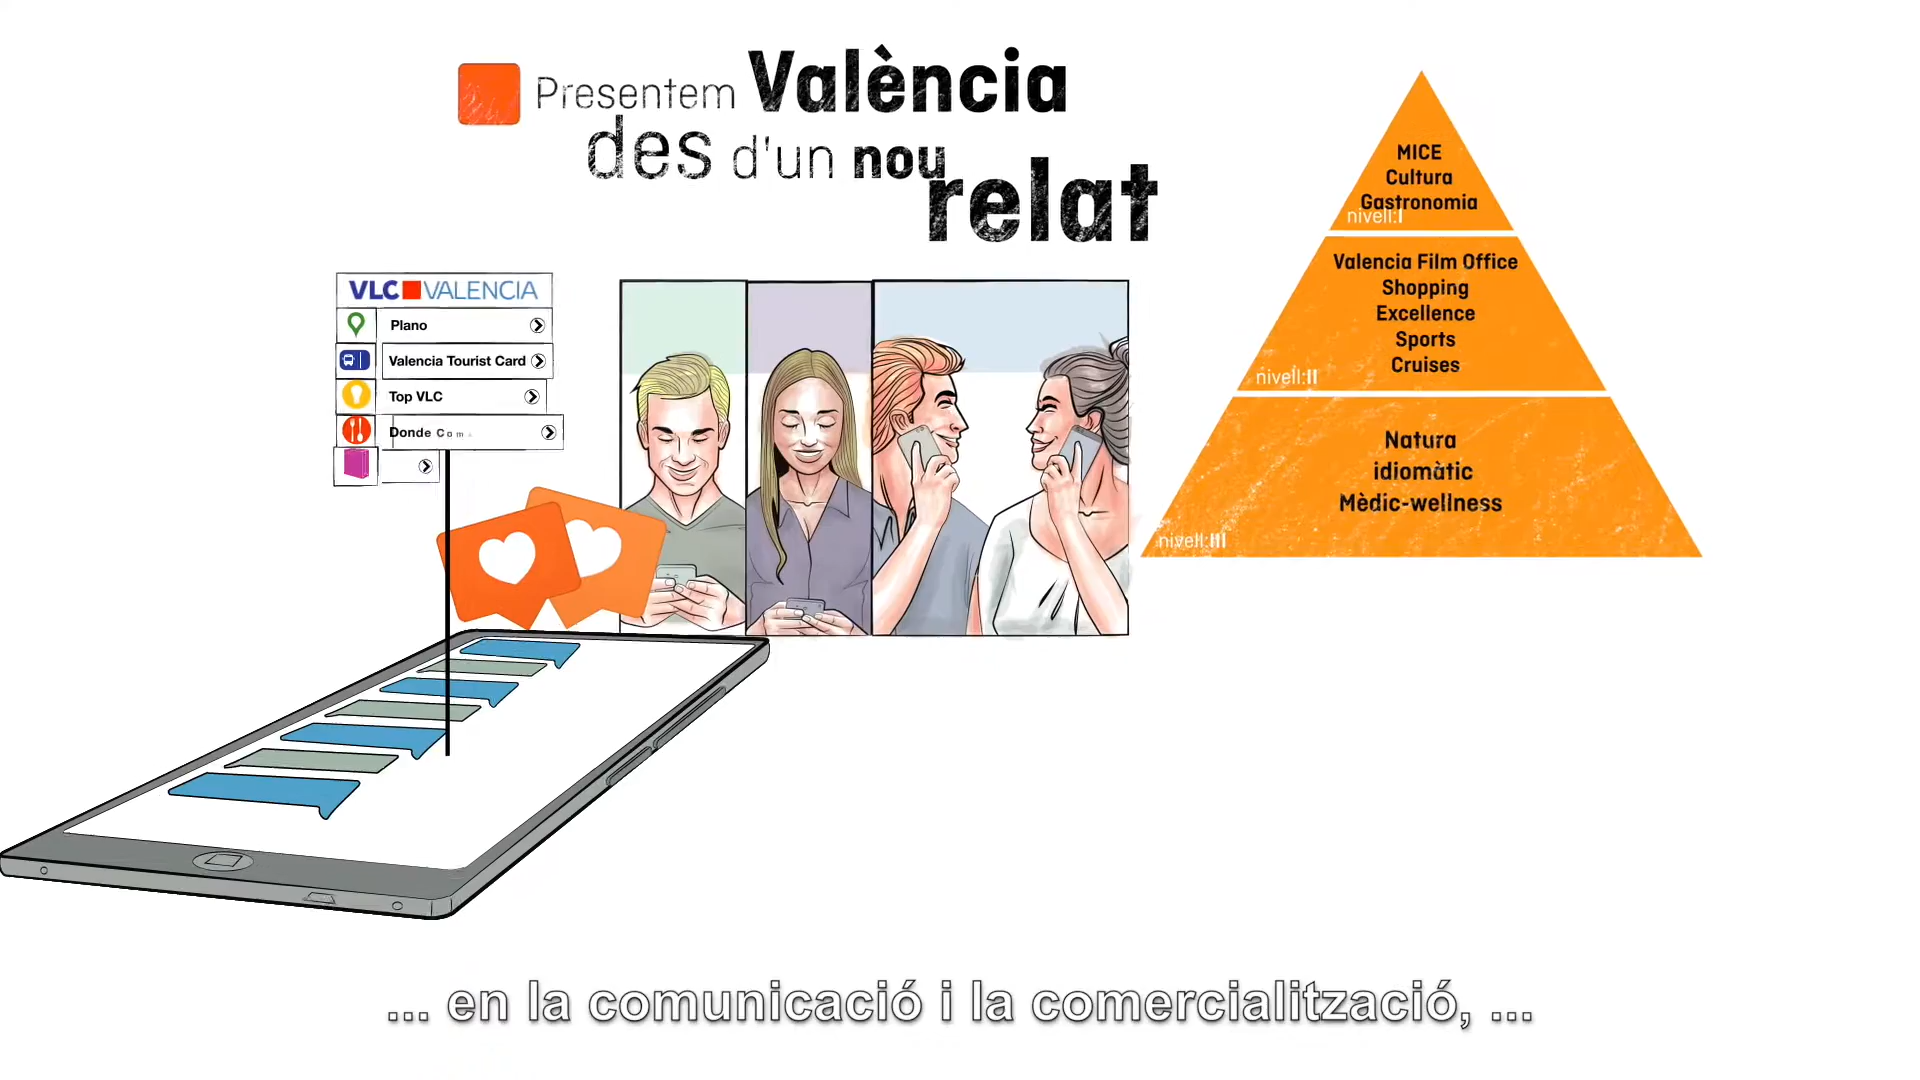 Presentem València
des d'un nou
relat
VLC VALENCIA
Plano
Valencia Tourist Card
Top VLC
Donde Com
MICE
Cultura
Gastronomia
nivell:I
Valencia Film Office
Shopping
Excellence
Sports
Cruises
nivell:II
Natura
idiomàtic
Mèdic-wellness
nivell:III
... en la comunicació i la comercialització, ...